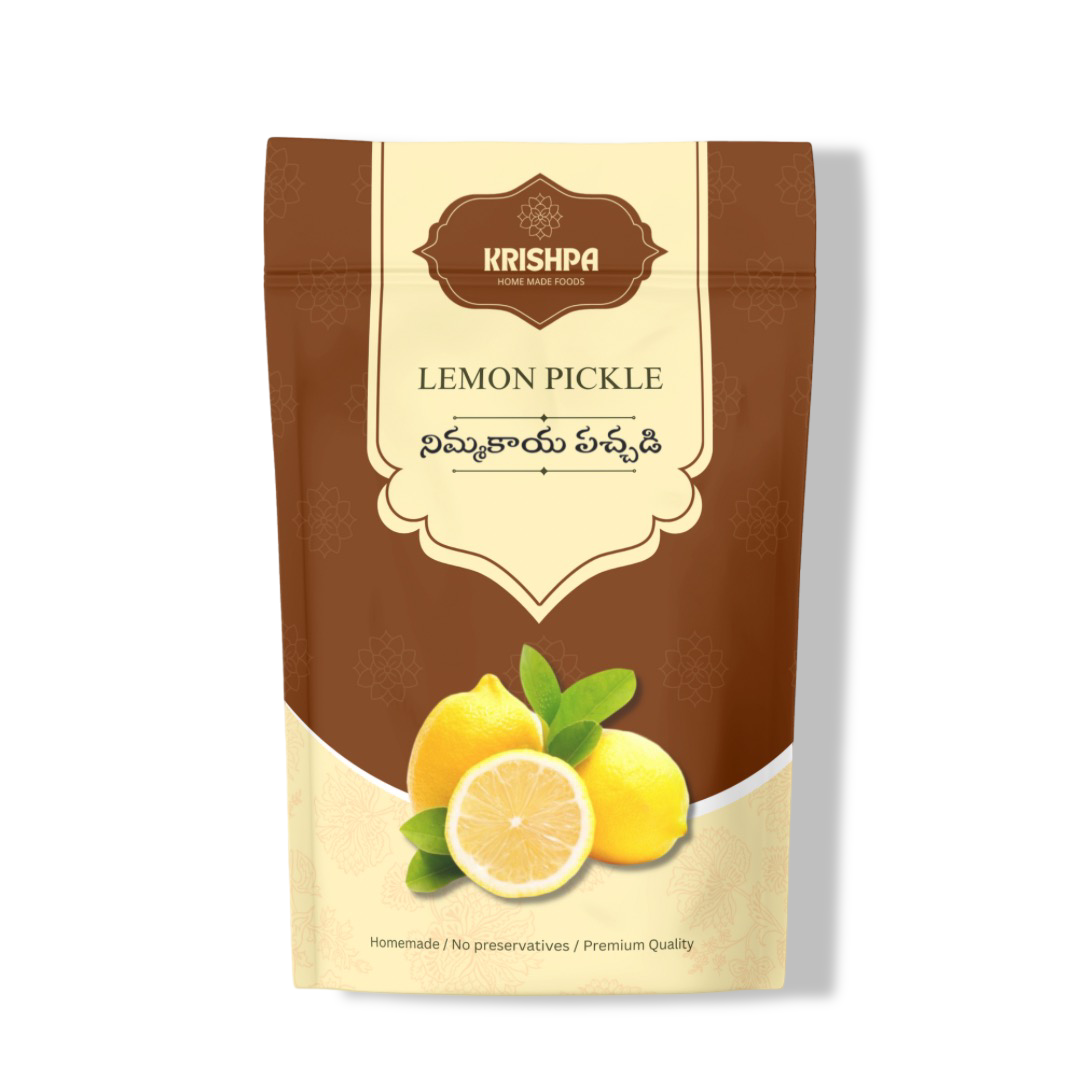 KRISHPA
HOME MADE FOODS
LEMON PICKLE
నిమ్మకాయ పచ్చడి
Homemade / No preservatives / Premium Quality